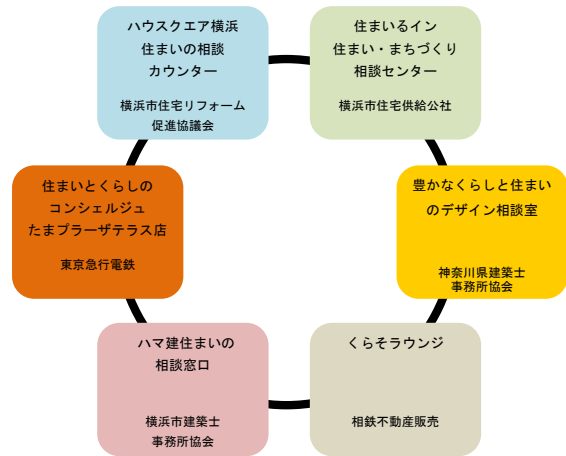 ハウスクエア横浜
住まいの相談
カウンター
横浜市住宅リフォーム
促進協議会
住まいるイン
住まい・まちづくり
相談センター
横浜市住宅供給公社
住まいとくらしの
コンシェルジュ
たまプラーザテラス店
東京急行電鉄
豊かなくらしと住まい
のデザイン相談室
神奈川県建築士
事務所協会
ハマ建住まいの
相談窓口
横浜市建築士
事務所協会
くらそラウンジ
相鉄不動産販売